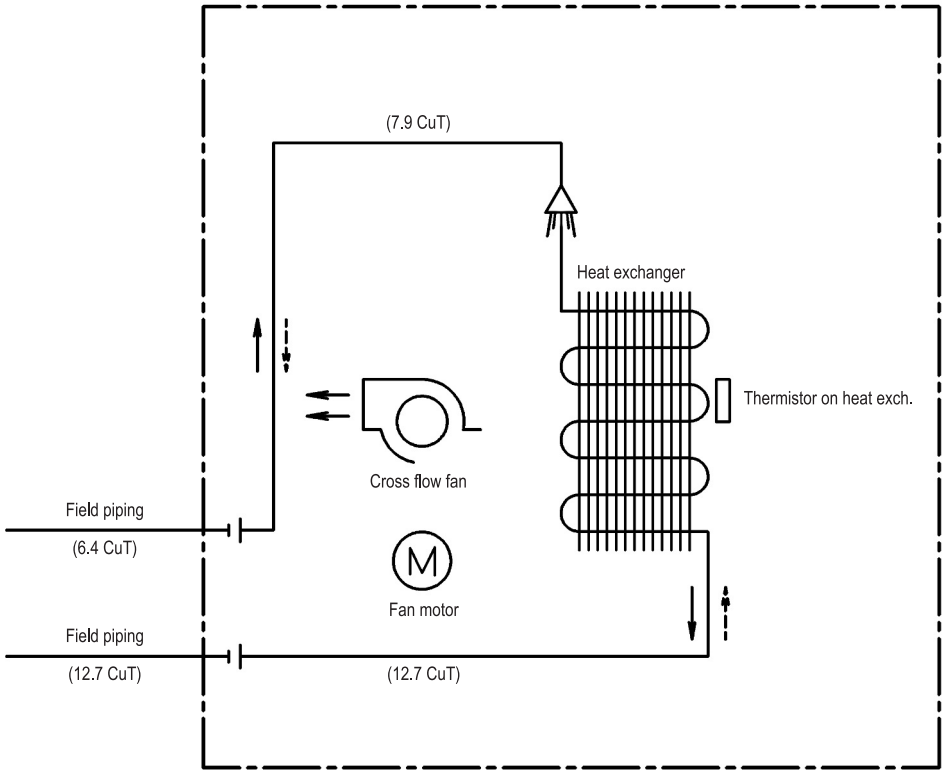 (7.9 CuT)
Heat exchanger
Thermistor on heat exch.
Cross flow fan
Field piping
(6.4 CuT)
M
Fan motor
Field piping
(12.7 CuT)
(12.7 CuT)